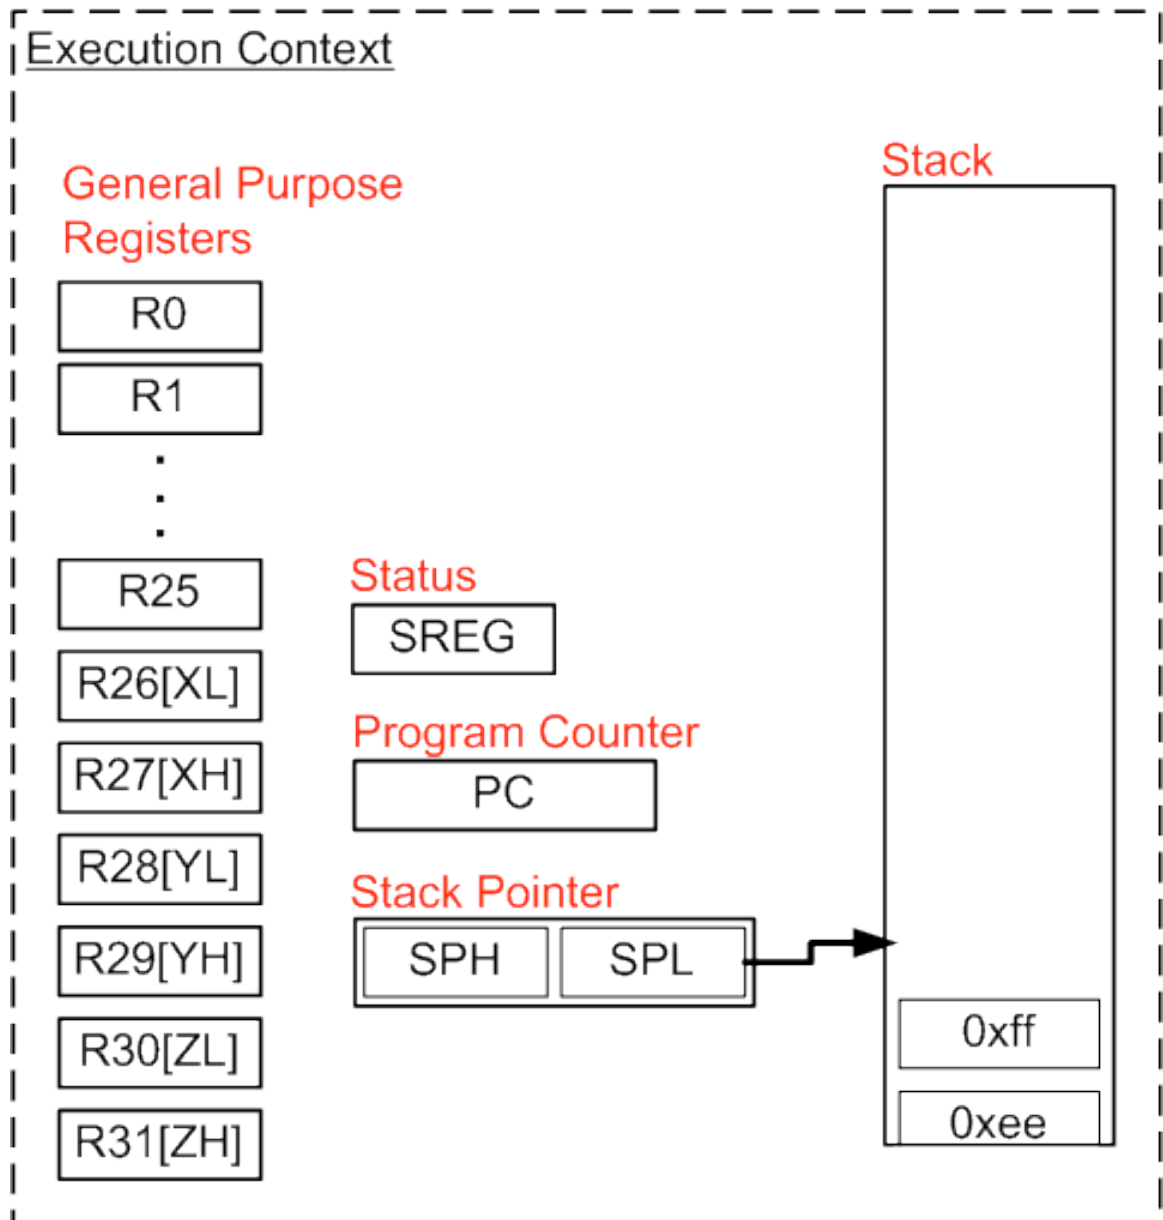 Execution Context
General Purpose
Registers
R0
R1
R25
R26[XL]
R27[XH]
R28[YL]
R29[YH]
R30[ZL]
R31[ZH]
Status
SREG
Program Counter
PC
Stack Pointer
SPH SPL
Stack
0xff
0xee